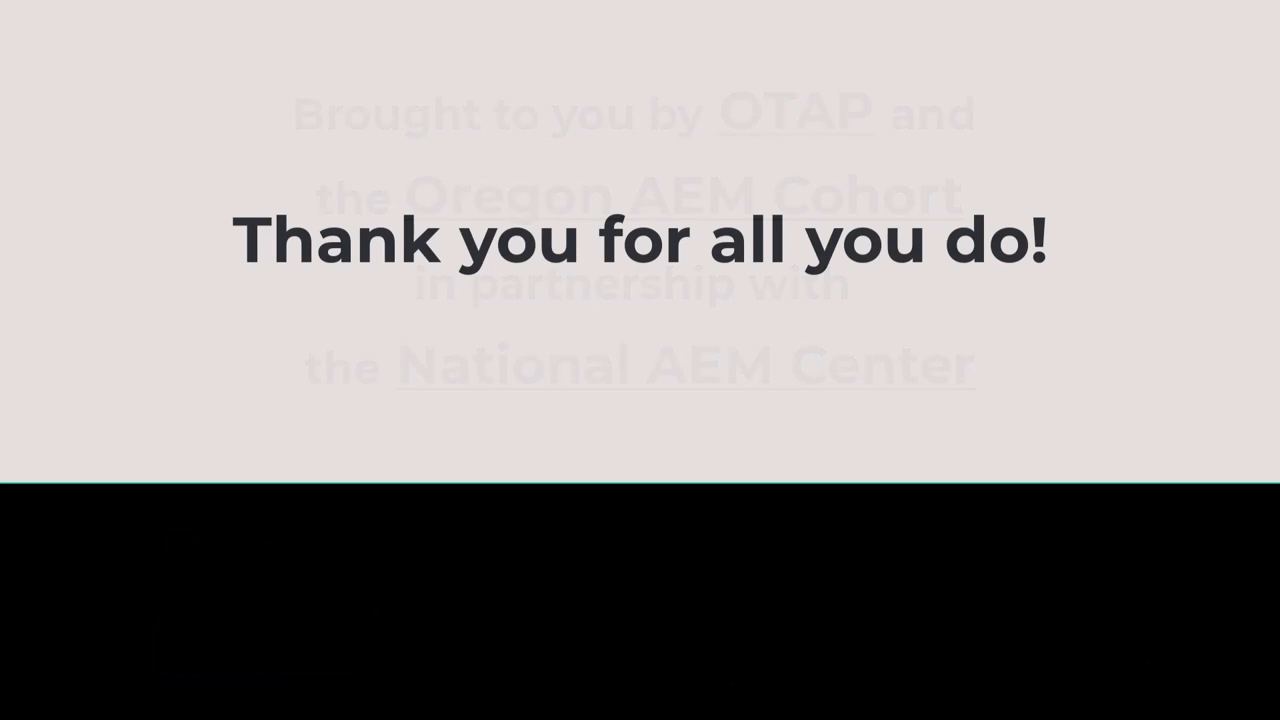 Brought to you by OTAP and
the Oregon AEM Cohort
Thank you for all you do!
in partnership with
the National AEM Center